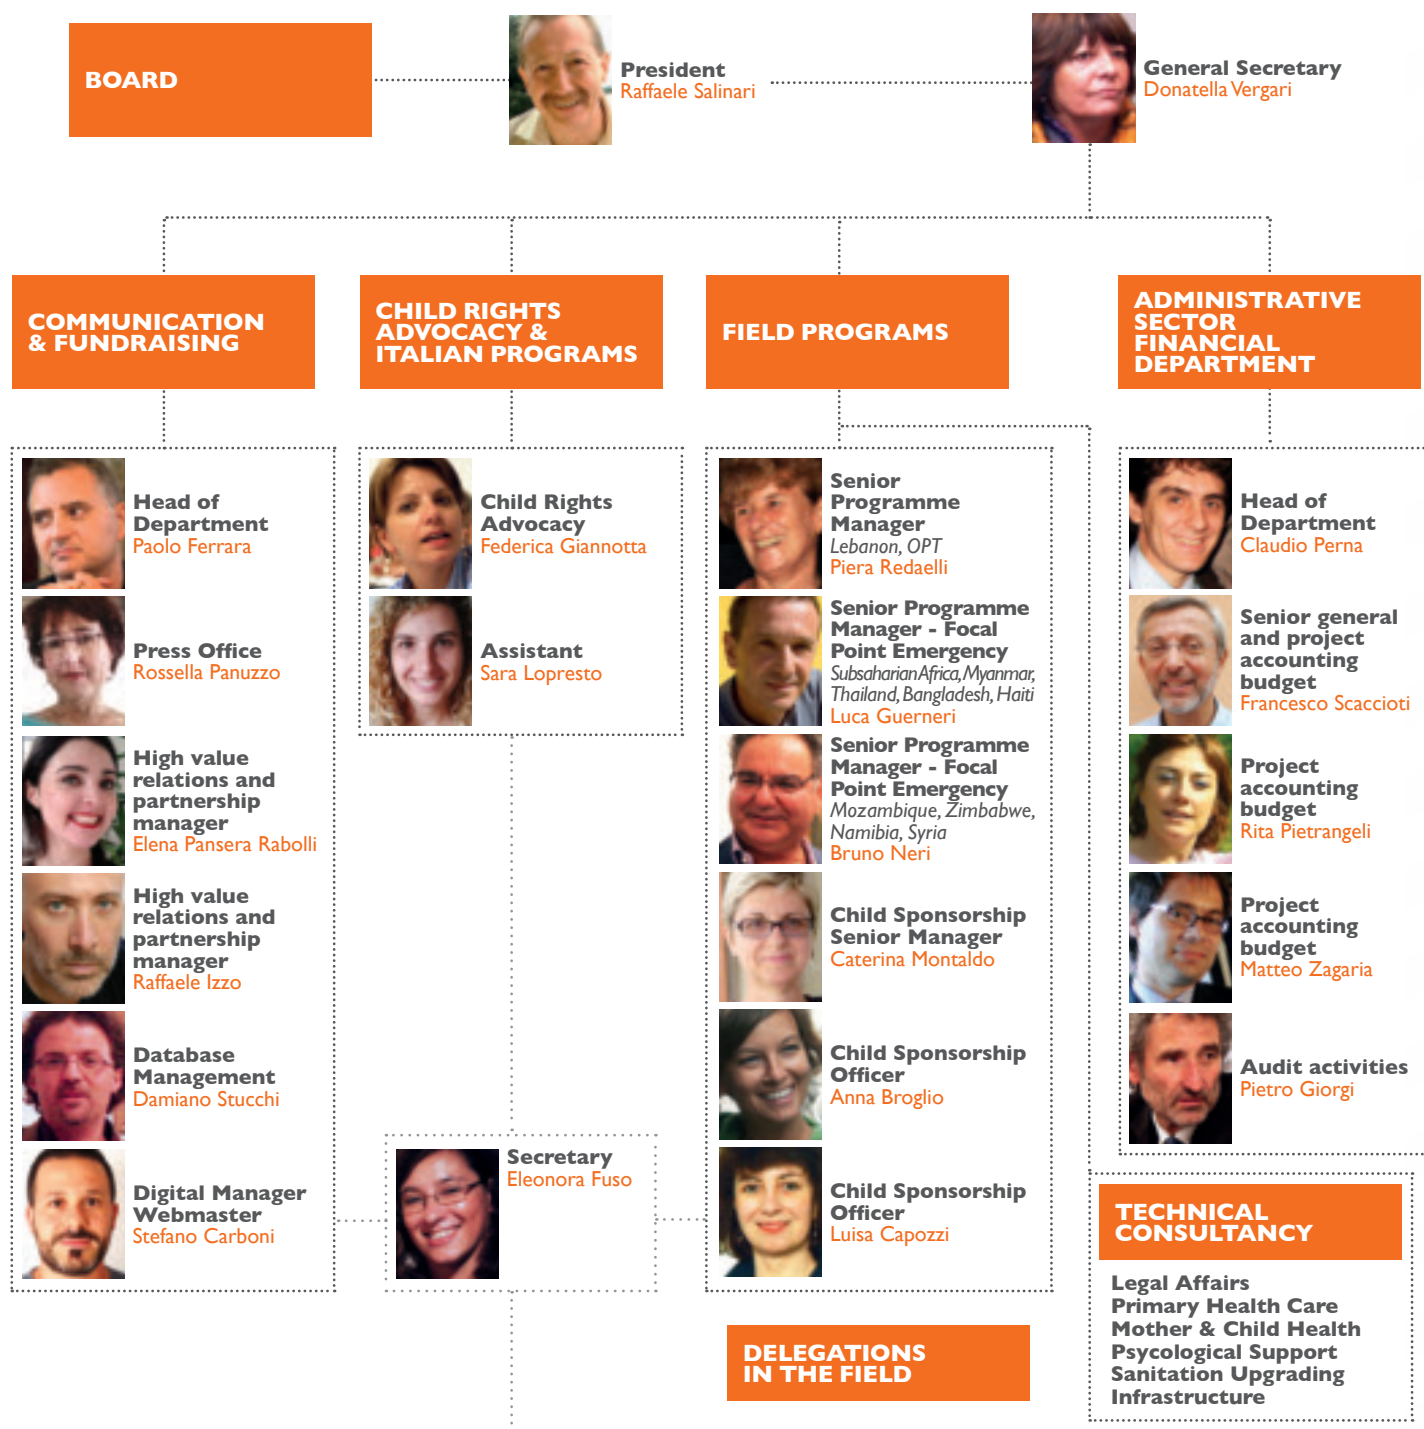 BOARD
President
Raffaele Salinari
General Secretary
Donatella Vergari
COMMUNICATION
& FUNDRAISING
CHILD RIGHTS
ADVOCACY &
ITALIAN PROGRAMS
FIELD PROGRAMS
ADMINISTRATIVE
SECTOR
FINANCIAL
DEPARTMENT
Head of
Department
Paolo Ferrara
Press Office
Rossella Panuzzo
High value
relations and
partnership
manager
Elena Pansera Rabolli
High value
relations and
partnership
manager
Raffaele Izzo
Database
Management
Damiano Stucchi
Digital Manager
Webmaster
Stefano Carboni
Child Rights
Advocacy
Federica Giannotta
Assistant
Sara Lopresto
Secretary
Eleonora Fuso
Senior
Programme
Manager
Lebanon, OPT
Piera Redaelli
Senior Programme
Manager - Focal
Point Emergency
Subsaharian Africa, Myanmar,
Thailand, Bangladesh, Haiti
Luca Guerneri
Senior Programme
Manager - Focal
Point Emergency
Mozambique, Zimbabwe,
Namibia, Syria
Bruno Neri
Child Sponsorship
Senior Manager
Caterina Montaldo
Child Sponsorship
Officer
Anna Broglio
Child Sponsorship
Officer
Luisa Capozzi
DELEGATIONS
IN THE FIELD
Head of
Department
Claudio Perna
Senior general
and project
accounting
budget
Francesco Scaccioti
Project
accounting
budget
Rita Pietrangeli
Project
accounting
budget
Matteo Zagaria
Audit activities
Pietro Giorgi
TECHNICAL
CONSULTANCY
Legal Affairs
Primary Health Care
Mother & Child Health
Psycological Support
Sanitation Upgrading
Infrastructure